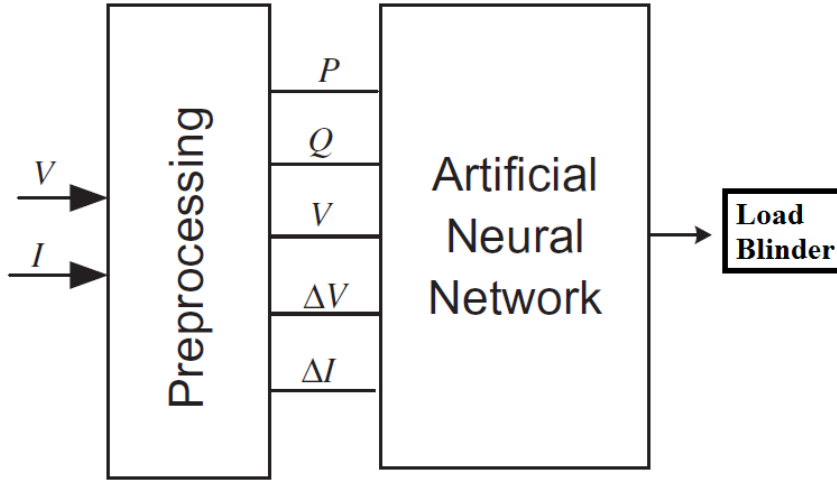 V
I
Preprocessing
P
Q
V
ΔV
ΔI
Artificial
Neural
Network
Load
Blinder